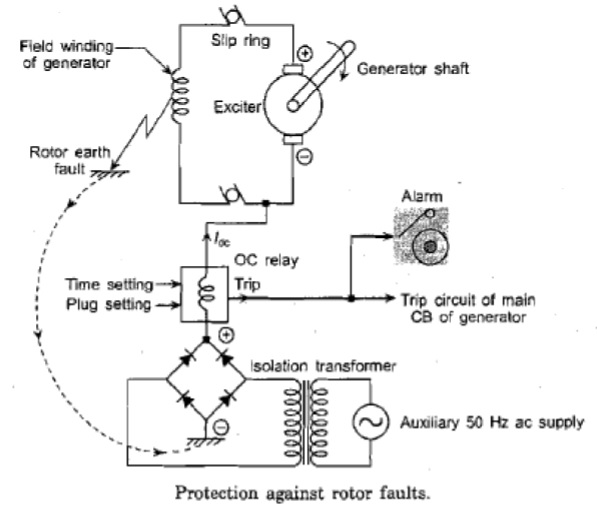 Slip ring
Field winding
of generator
+
Generator shaft
Exciter
Rotor earth
fault
−
Alarm
Idc
OC relay
Time setting
Trip
Plug setting
Trip circuit of main
CB of generator
+
Isolation transformer
Auxiliary 50 Hz ac supply
−
Protection against rotor faults.